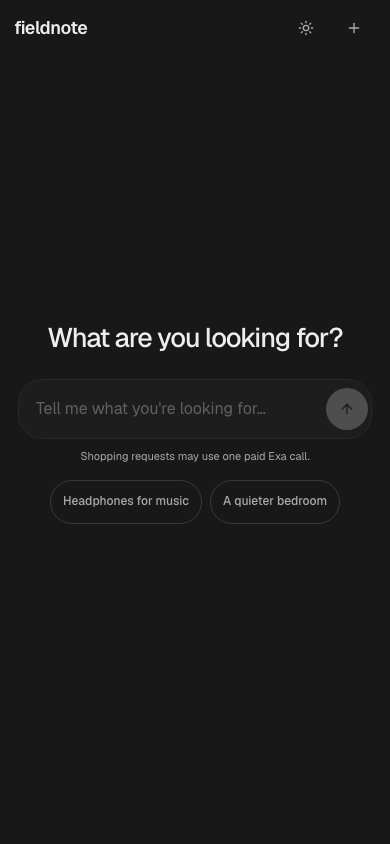 fieldnote
What are you looking for?
Tell me what you're looking for...
Shopping requests may use one paid Exa call.
Headphones for music
A quieter bedroom